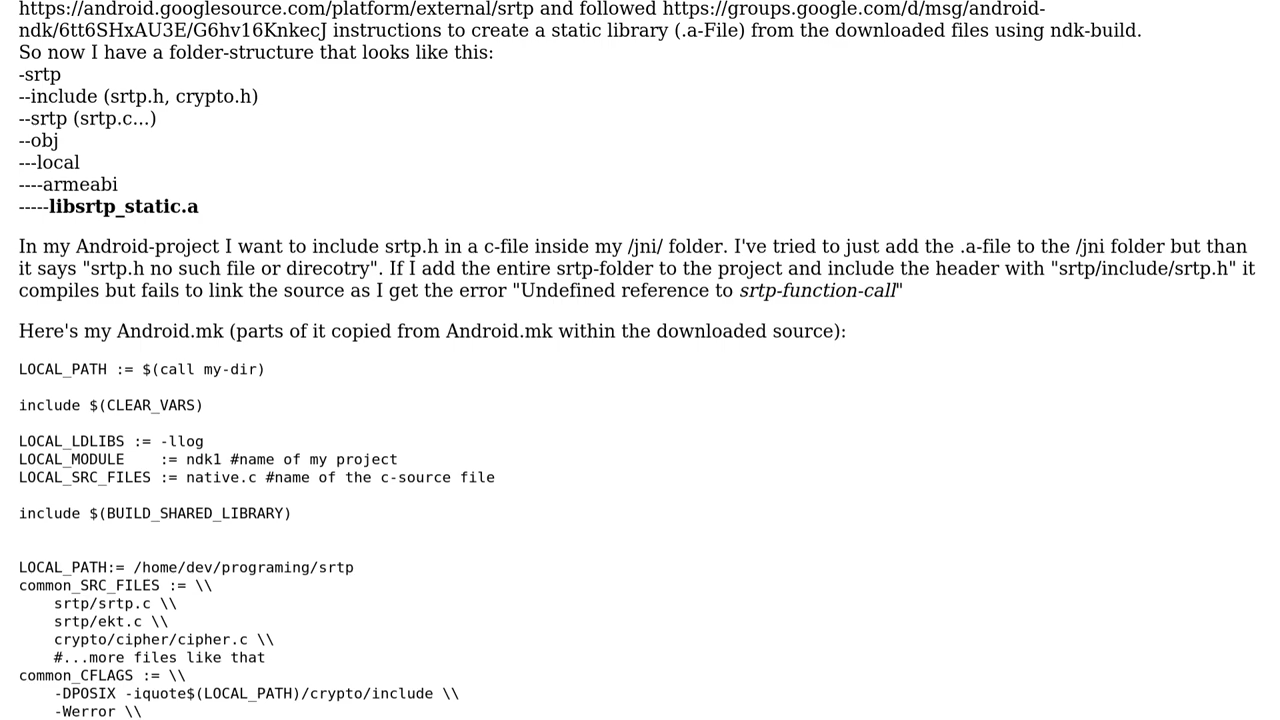 https://android.googlesource.com/platform/external/srtp and followed https://groups.google.com/d/msg/android-
ndk/6tt6SHxAU3E/G6hv16KnkecJ instructions to create a static library (.a-File) from the downloaded files using ndk-build.
So now I have a folder-structure that looks like this:
-srtp
--include (srtp.h, crypto.h)
--srtp (srtp.c...)
--obj
---local
----armeabi
-----libsrtp_static.a
In my Android-project I want to include srtp.h in a c-file inside my /jni/ folder. I've tried to just add the .a-file to the /jni folder but than
it says "srtp.h no such file or direcotry". If I add the entire srtp-folder to the project and include the header with "srtp/include/srtp.h" it
compiles but fails to link the source as I get the error "Undefined reference to srtp-function-call"
Here's my Android.mk (parts of it copied from Android.mk within the downloaded source):
LOCAL_PATH := $(call my-dir)
include $(CLEAR_VARS)
LOCAL_LDLIBS := -llog
LOCAL_MODULE    := ndk1 #name of my project
LOCAL_SRC_FILES := native.c #name of the c-source file
include $(BUILD_SHARED_LIBRARY)
LOCAL_PATH:= /home/dev/programing/srtp
common_SRC_FILES := \\
    srtp/srtp.c \\
    srtp/ekt.c \\
    crypto/cipher/cipher.c \\
    #...more files like that
common_CFLAGS := \\
    -DPOSIX -iquote$(LOCAL_PATH)/crypto/include \\
    -Werror \\